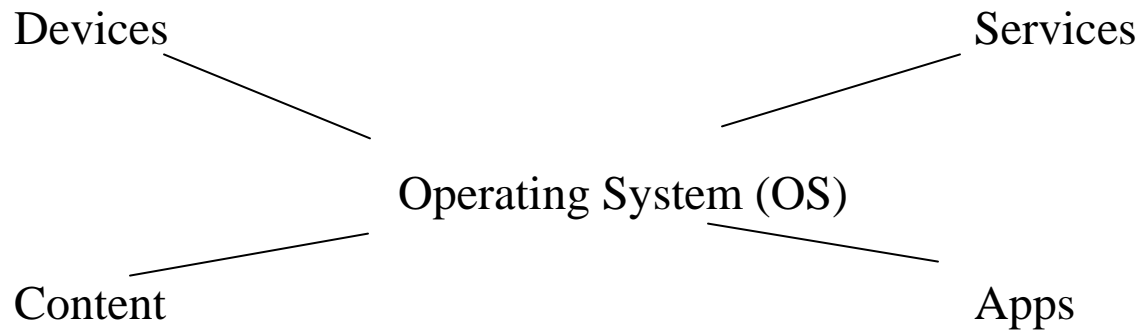 Devices
Services
Operating System (OS)
Content
Apps